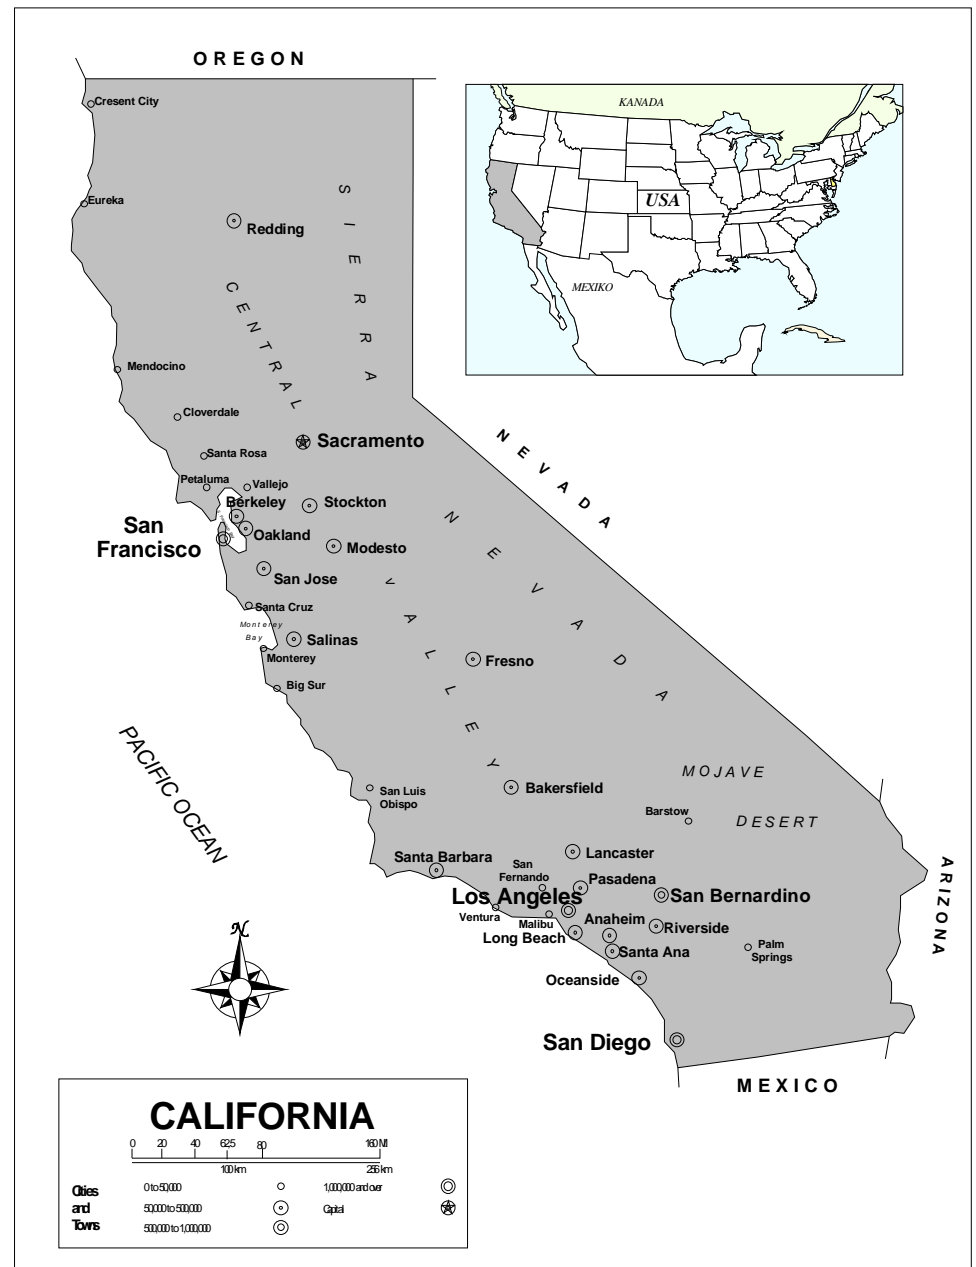 OREGON
Cresent City
KANADA
USA
MEXIKO
Eureka
Redding
SIERRA
CENTRAL
Mendocino
Cloverdale
Sacramento
NEVADA
Santa Rosa
Petaluma
Vallejo
Berkeley
Stockton
San
Francisco
Oakland
Modesto
NEVADA
San Jose
VALLEY
Santa Cruz
Monterey
Bay
Salinas
Monterey
Fresno
Big Sur
PACIFIC OCEAN
MOJAVE
San Luis
Obispo
Bakersfield
Barstow
DESERT
Santa Barbara
Lancaster
San
Fernando
Pasadena
ARIZONA
Los Angeles
San Bernardino
Ventura
Malibu
Anaheim
Riverside
Long Beach
Santa Ana
Palm
Springs
Oceanside
N
San Diego
MEXICO
CALIFORNIA
0 20 40 62,5 80 160 MI
100 km 256 km
Cities
and
Towns
0 to 50,000
50,000 to 500,000
500,000 to 1,000,000
1,000,000 and over
Capital